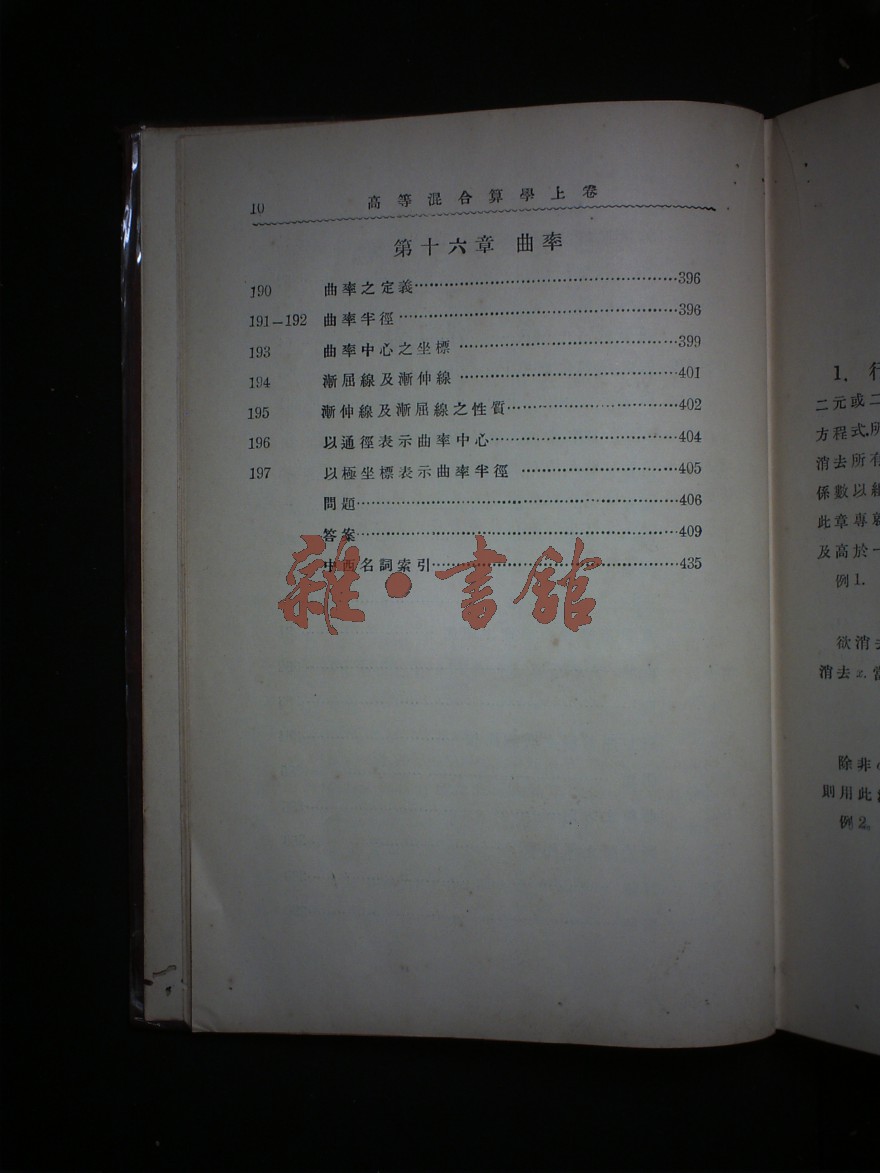 10 高等混合算學上卷
第十六章 曲率
190 曲率之定義⋯⋯⋯⋯⋯⋯396
191—192 曲率半徑⋯⋯⋯⋯⋯⋯396
193 曲率中心之坐標⋯⋯⋯⋯⋯⋯399
194 漸屈線及漸伸線⋯⋯⋯⋯⋯⋯401
195 漸伸線及漸屈線之性質⋯⋯⋯⋯⋯⋯402
196 以通徑表示曲率中心⋯⋯⋯⋯⋯⋯404
197 以極坐標表示曲率半徑⋯⋯⋯⋯⋯⋯405
問題⋯⋯⋯⋯⋯⋯406
答案⋯⋯⋯⋯⋯⋯409
中西名詞索引⋯⋯⋯⋯⋯⋯435
雜·書館
1. 行
二元或二
方程式,所
消去所有
係數以
此章專
及高於一
例1.
欲消去
消去 x. 當
除非
則用此
例2.